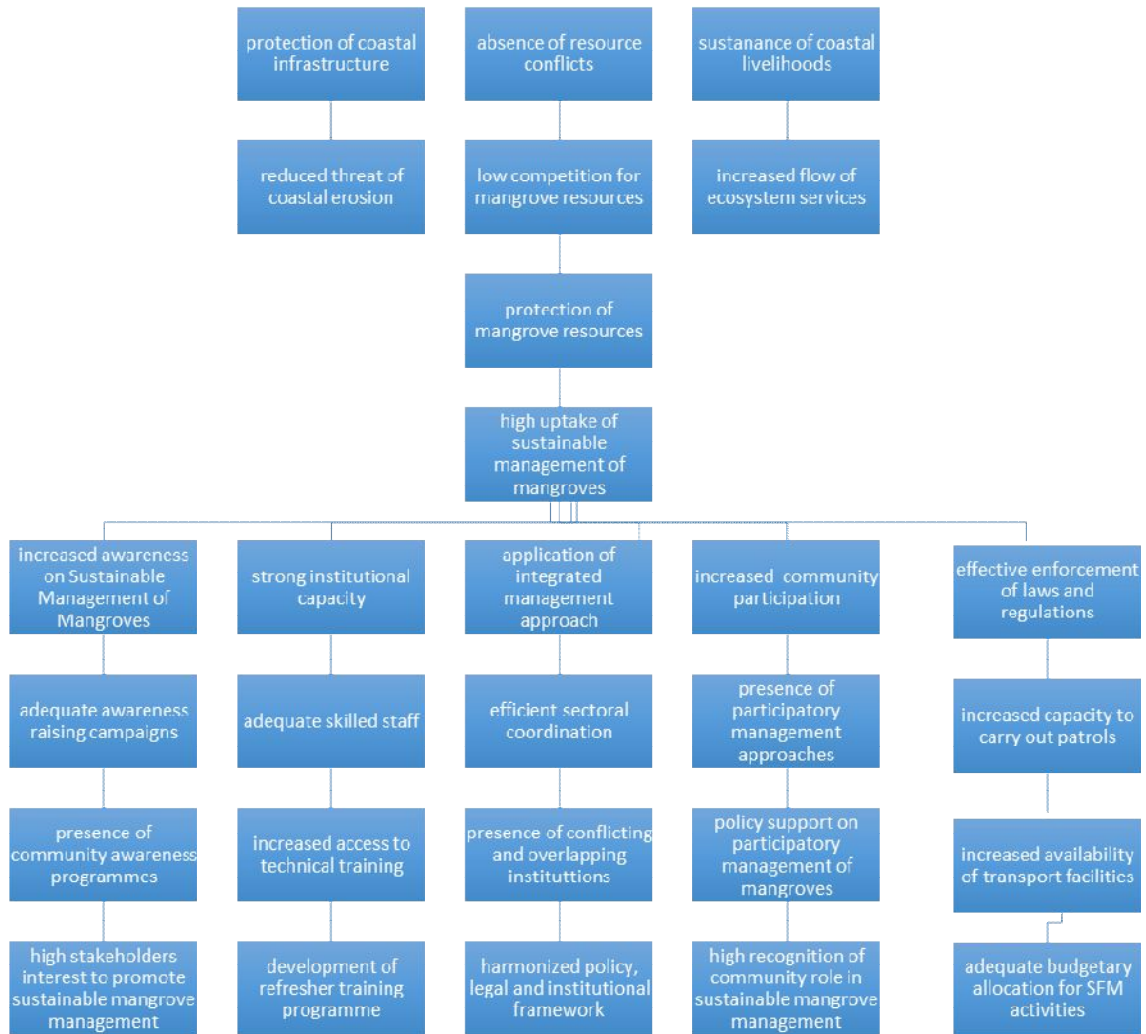 protection of coastal
infrastructure
absence of resource
conflicts
sustanance of coastal
livelihoods
reduced threat of
coastal erosion
low competition for
mangrove resources
increased flow of
ecosystem services
protection of
mangrove resources
high uptake of
sustainable
management of
mangroves
increased awareness
on Sustainable
Management of
Mangroves
strong institutional
capacity
application of
integrated
management
approach
increased community
participation
effective enforcement
of laws and
regulations
adequate awareness
raising campaigns
adequate skilled staff
efficient sectoral
coordination
presence of
participatory
management
approaches
increased capacity to
carry out patrols
presence of
community awareness
programmes
increased access to
technical training
presence of conflicting
and overlapping
instituttions
policy support on
participatory
management of
mangroves
increased availability
of transport facilities
high stakeholders
interest to promote
sustainable mangrove
management
development of
refresher training
programme
harmonized policy,
legal and institutional
framework
high recognition of
community role in
sustainable mangrove
management
adequate budgetary
allocation for SFM
activities